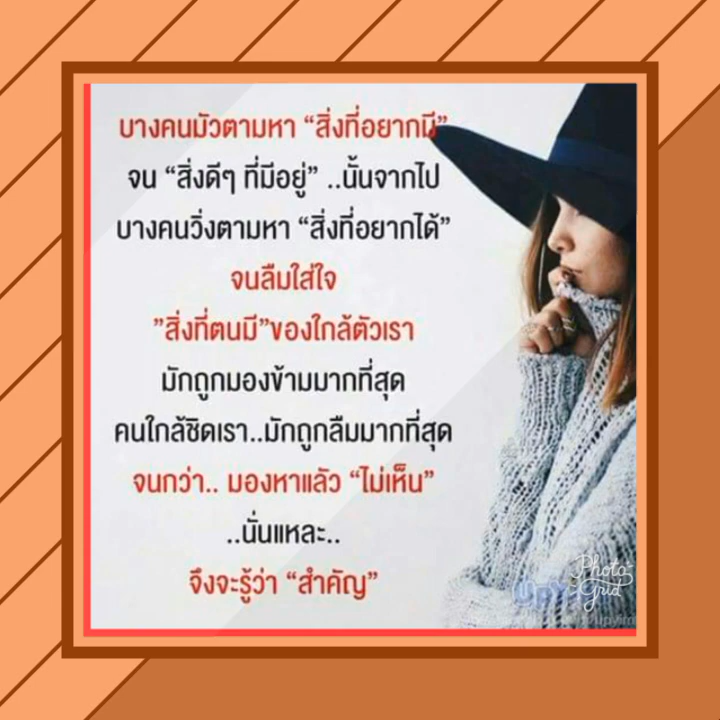 บางคนมัวตามหา “สิ่งที่อยากมี”
จน “สิ่งดีๆ ที่มีอยู่” ..นั้นจากไป
บางคนวิ่งตามหา “สิ่งที่อยากได้”
จนลืมใส่ใจ
”สิ่งที่ตนมี”ของใกล้ตัวเรา
มักถูกมองข้ามมากที่สุด
คนใกล้ชิดเรา..มักถูกลืมมากที่สุด
จนกว่า.. มองหาแล้ว “ไม่เห็น”
..นั่นแหละ..
จึงจะรู้ว่า “สำคัญ”
Photo
Grid